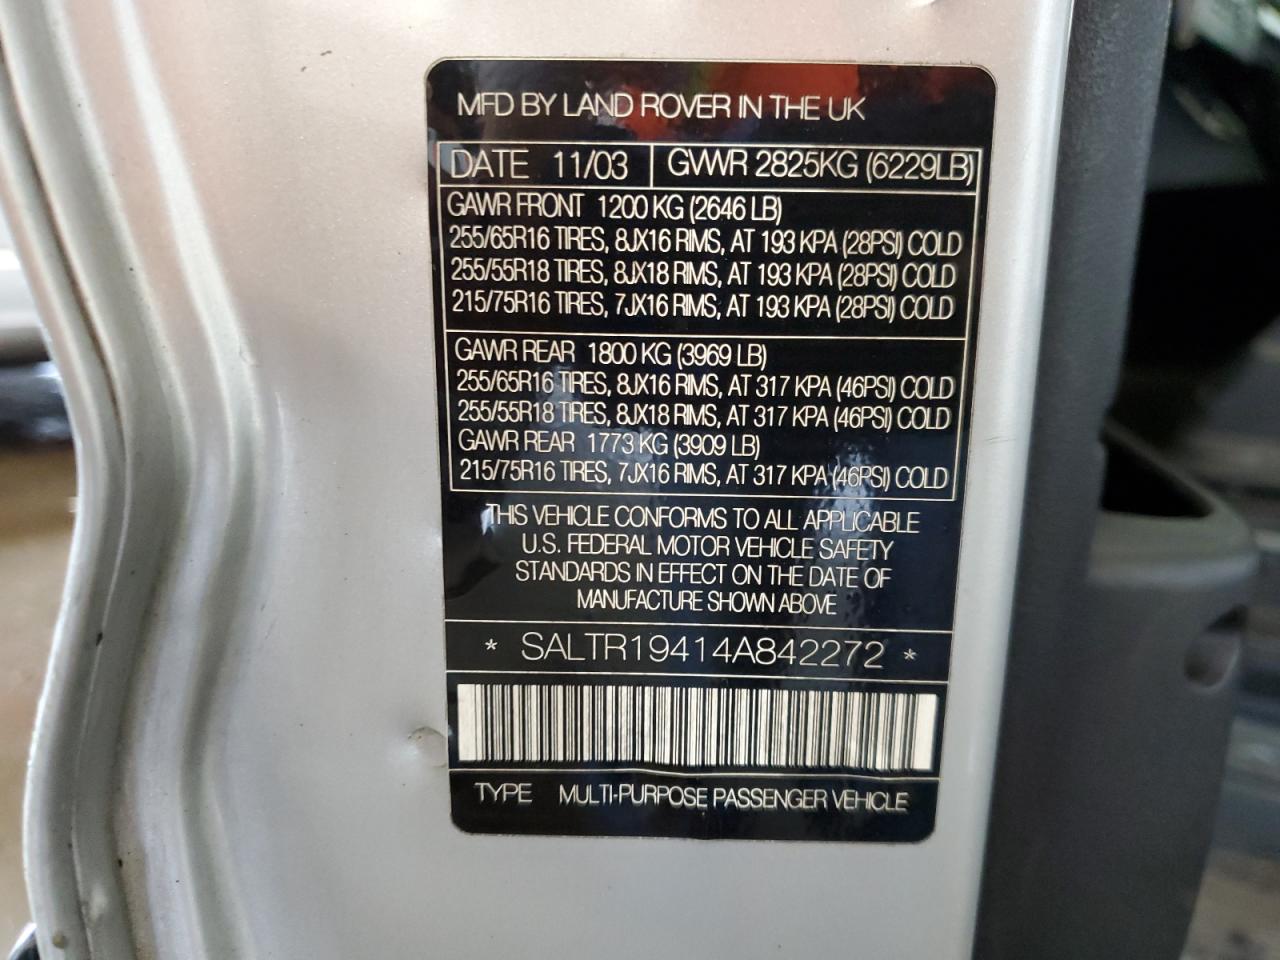 MFD BY LAND ROVER IN THE UK
DATE 11/03 GVWR 2825KG (6229LB)
GAWR FRONT 1200 KG (2646 LB)
255/65R16 TIRES, 8JX16 RIMS, AT 193 KPA (28PSI) COLD
255/55R18 TIRES, 8JX18 RIMS, AT 193 KPA (28PSI) COLD
215/75R16 TIRES, 7JX16 RIMS, AT 193 KPA (28PSI) COLD
GAWR REAR 1800 KG (3969 LB)
255/65R16 TIRES, 8JX16 RIMS, AT 317 KPA (46PSI) COLD
255/55R18 TIRES, 8JX18 RIMS, AT 317 KPA (46PSI) COLD
GAWR REAR 1773 KG (3909 LB)
215/75R16 TIRES, 7JX16 RIMS, AT 317 KPA (46PSI) COLD
THIS VEHICLE CONFORMS TO ALL APPLICABLE
U.S. FEDERAL MOTOR VEHICLE SAFETY
STANDARDS IN EFFECT ON THE DATE OF
MANUFACTURE SHOWN ABOVE
* SALTR19414A842272 *
TYPE MULTI-PURPOSE PASSENGER VEHICLE